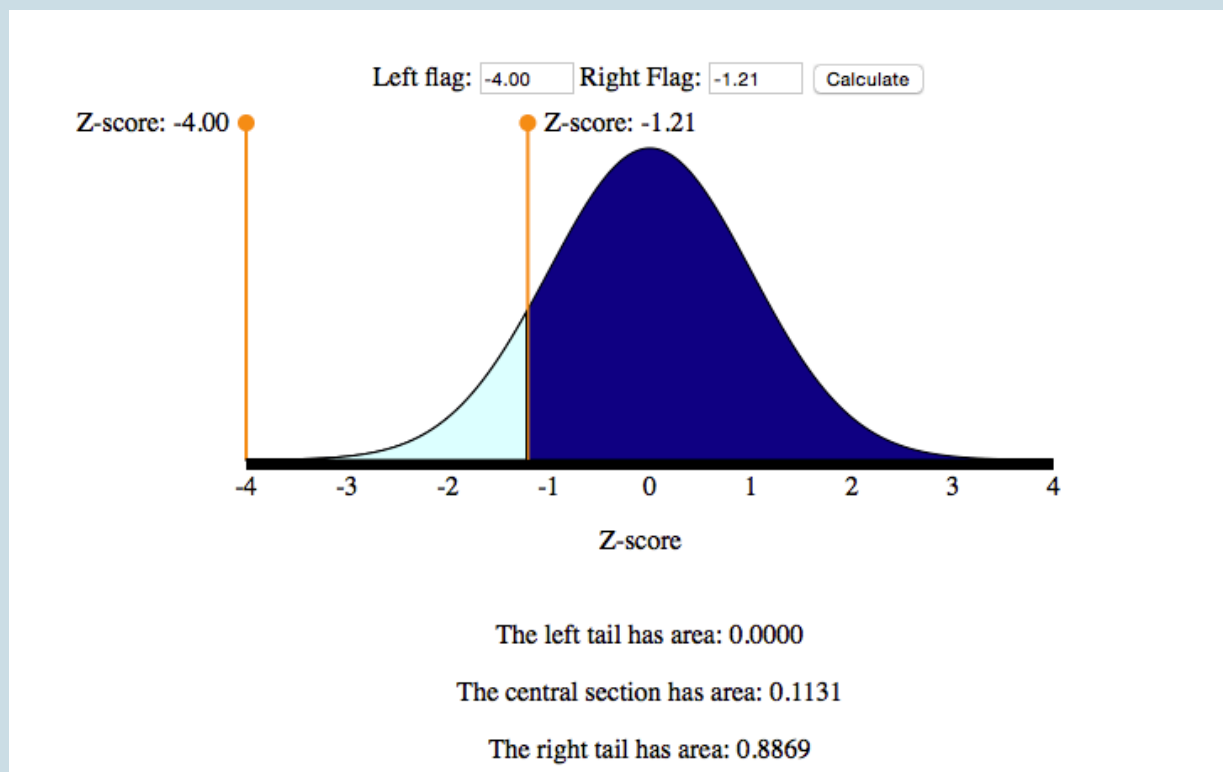 Left flag: -4.00 Right Flag: -1.21 Calculate
Z-score: -4.00 Z-score: -1.21
-4 -3 -2 -1 0 1 2 3 4
Z-score
The left tail has area: 0.0000
The central section has area: 0.1131
The right tail has area: 0.8869